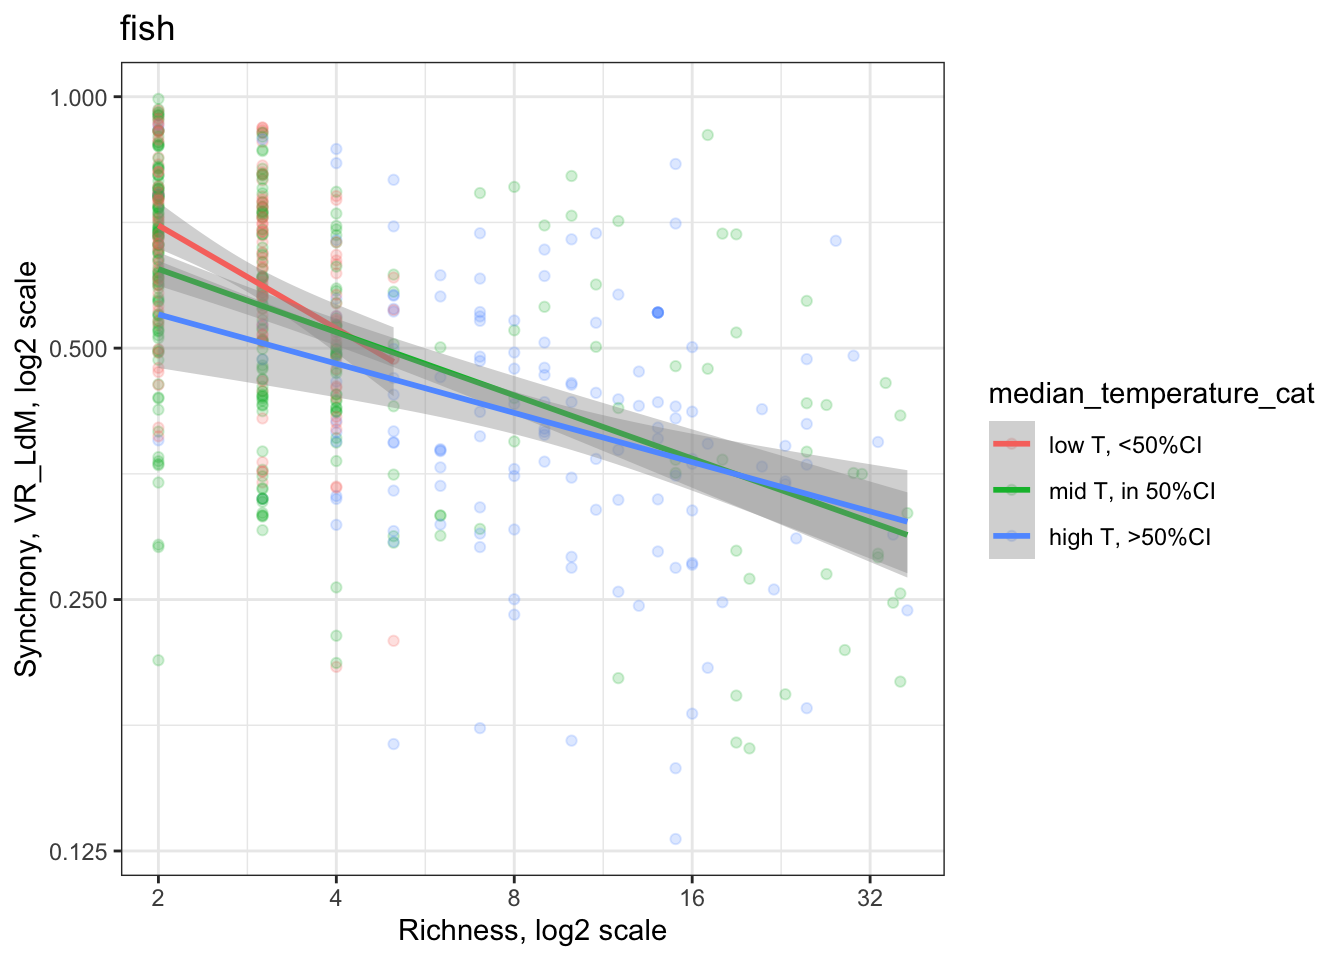 fish
1.000
0.500
0.250
0.125
Synchrony, VR_LdM, log2 scale
2 4 8 16 32
Richness, log2 scale
median_temperature_cat
low T, <50%CI
mid T, in 50%CI
high T, >50%CI